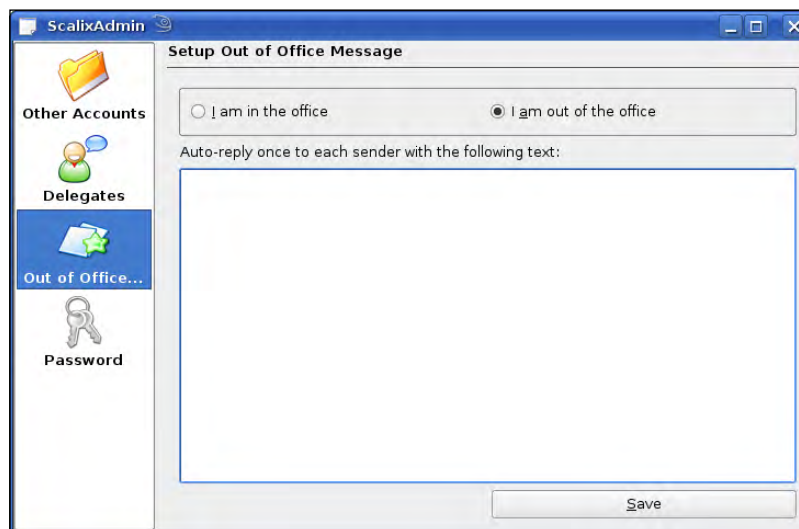 ScalixAdmin
Setup Out of Office Message
Other Accounts
Delegates
Out of Office...
Password
I am in the office
I am out of the office
Auto-reply once to each sender with the following text:
Save